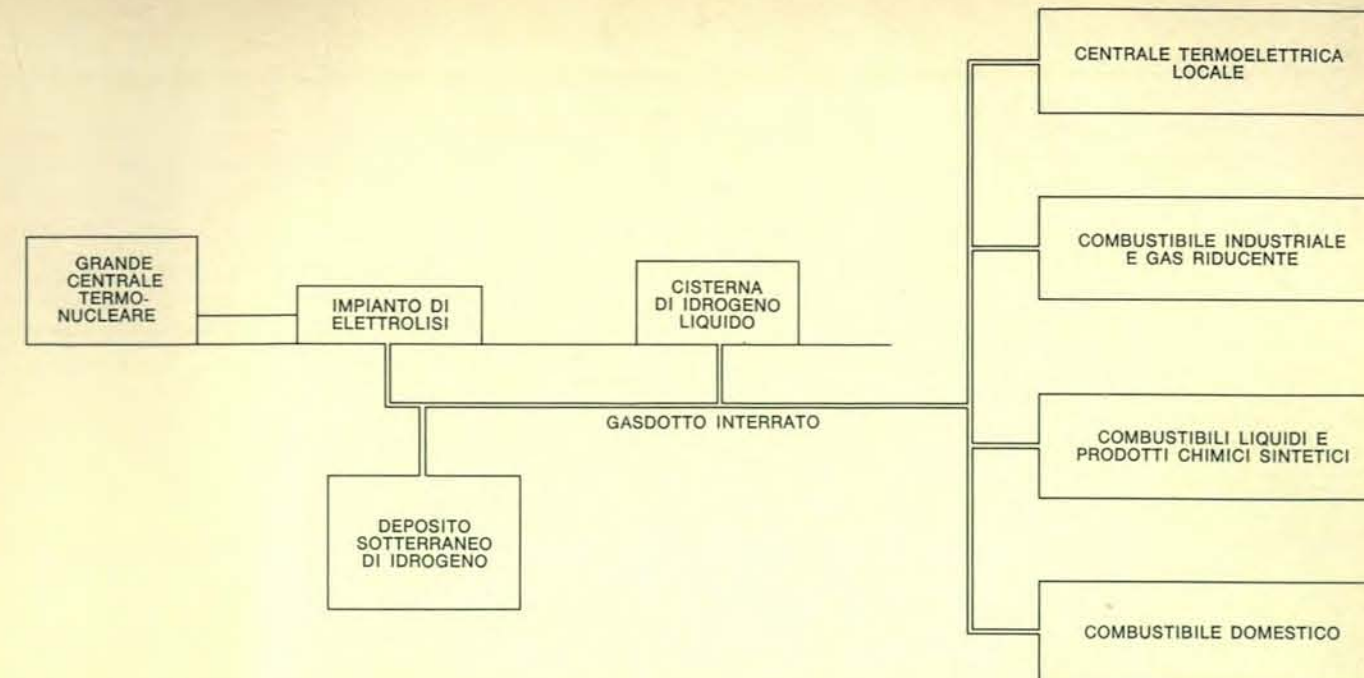 GRANDE
CENTRALE
TERMO-
NUCLEARE
IMPIANTO DI
ELETTROLISI
CISTERNA
DI IDROGENO
LIQUIDO
GASDOTTO INTERRATO
DEPOSITO
SOTTERRANEO
DI IDROGENO
CENTRALE TERMOELETTRICA
LOCALE
COMBUSTIBILE INDUSTRIALE
E GAS RIDUCENTE
COMBUSTIBILI LIQUIDI E
PRODOTTI CHIMICI SINTETICI
COMBUSTIBILE DOMESTICO